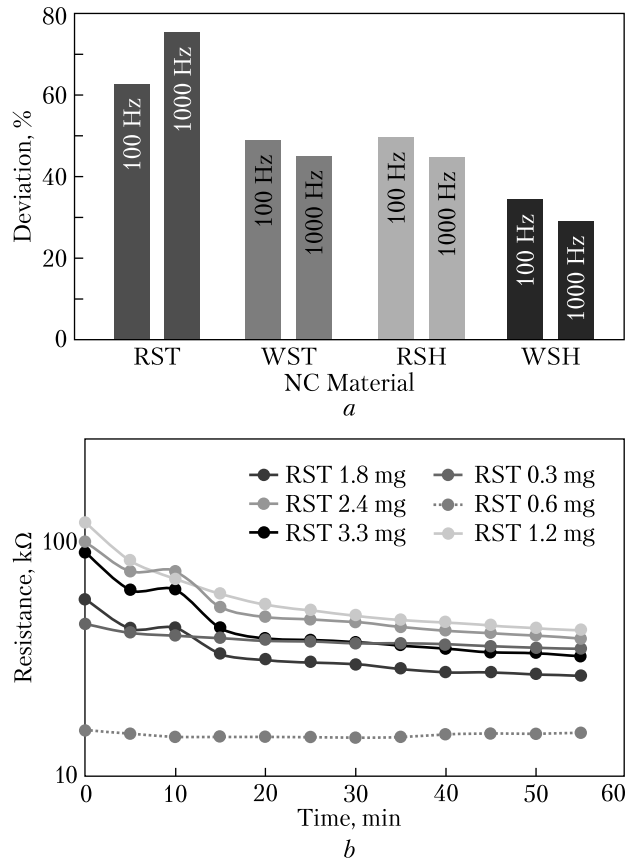 80
60
40
20
0
Deviation, %
100 Hz
1000 Hz
100 Hz
1000 Hz
100 Hz
1000 Hz
100 Hz
1000 Hz
RST WST RSH WSH
NC Material
a
RST 1.8 mg RST 0.3 mg
RST 2.4 mg RST 0.6 mg
RST 3.3 mg RST 1.2 mg
100
10
Resistance, kΩ
0 10 20 30 40 50 60
Time, min
b